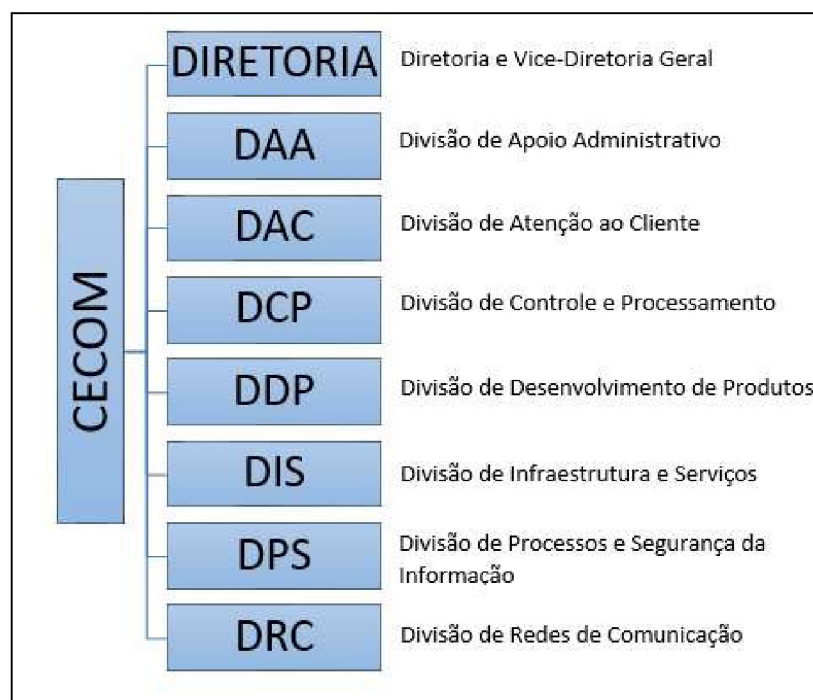 CECOM
DIRETORIA
Diretoria e Vice-Diretoria Geral
DAA
Divisão de Apoio Administrativo
DAC
Divisão de Atenção ao Cliente
DCP
Divisão de Controle e Processamento
DDP
Divisão de Desenvolvimento de Produtos
DIS
Divisão de Infraestrutura e Serviços
DPS
Divisão de Processos e Segurança da
Informação
DRC
Divisão de Redes de Comunicação